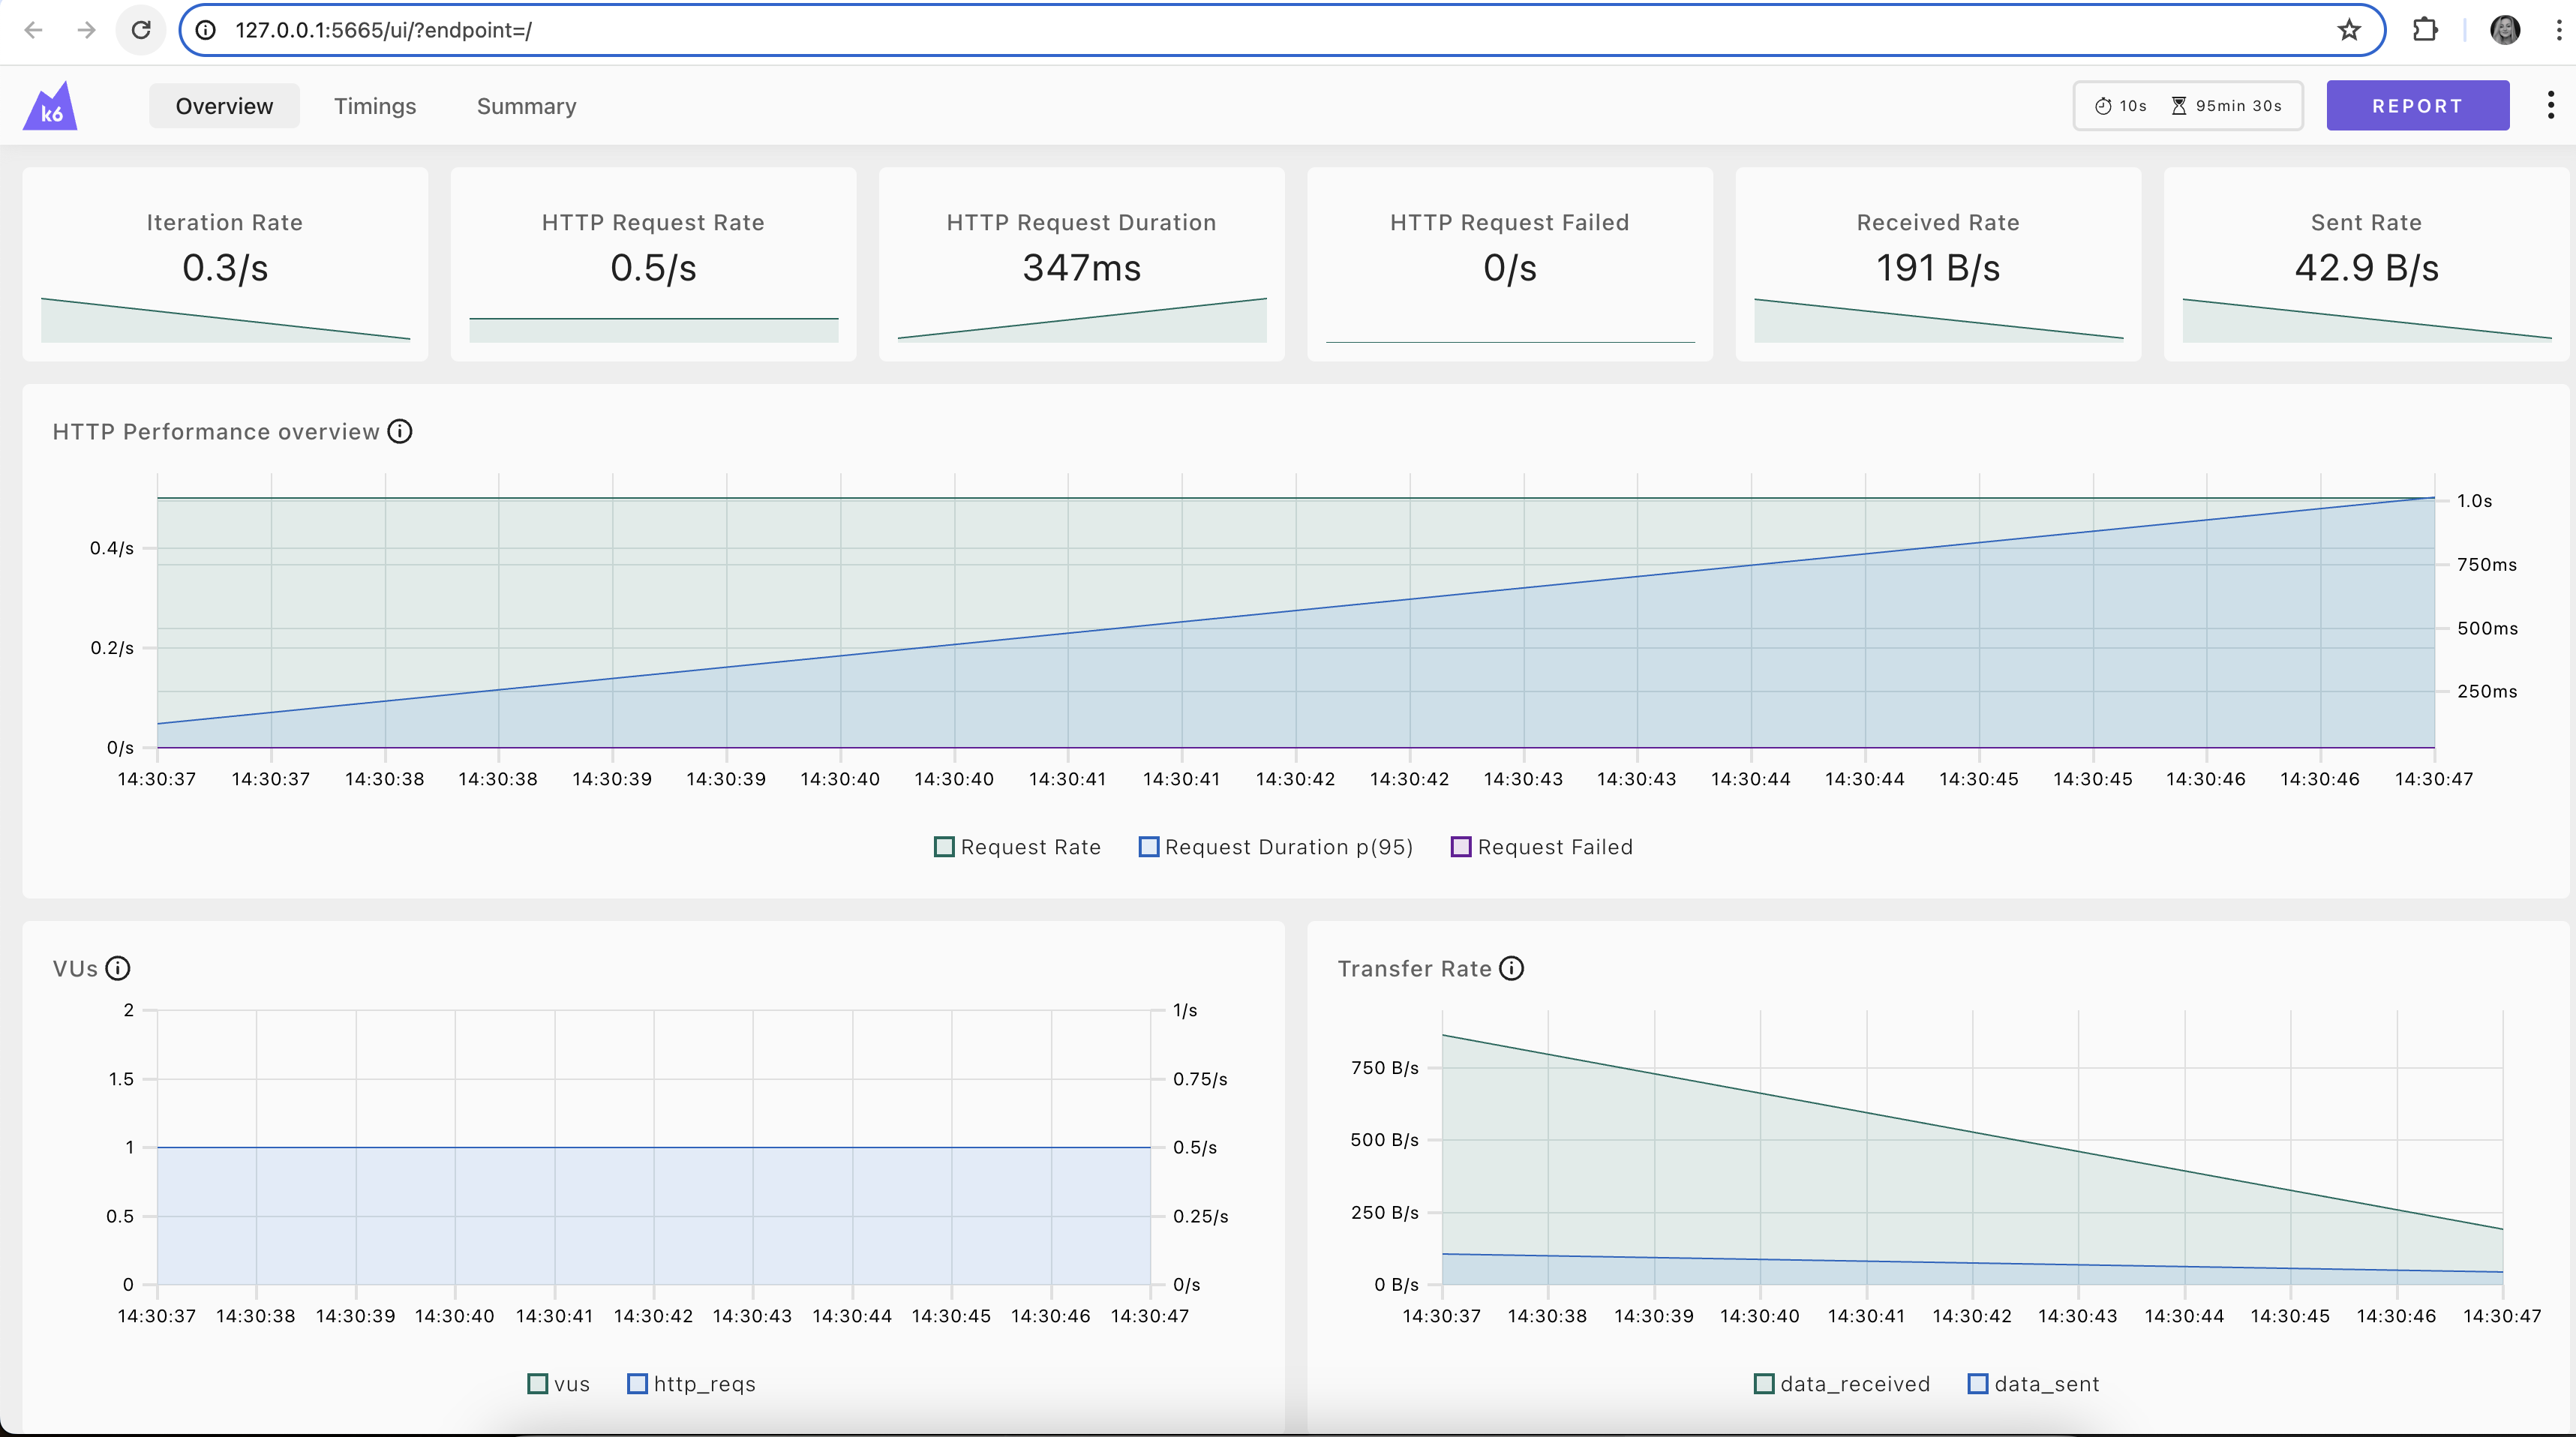 127.0.0.1:5665/ui/?endpoint=/
k6
Overview Timings Summary
10s 95min 30s
REPORT
Iteration Rate
0.3/s
HTTP Request Rate
0.5/s
HTTP Request Duration
347ms
HTTP Request Failed
0/s
Received Rate
191 B/s
Sent Rate
42.9 B/s
HTTP Performance overview
1.0s
0.4/s
750ms
500ms
0.2/s
250ms
0/s
14:30:37 14:30:37 14:30:38 14:30:38 14:30:39 14:30:39 14:30:40 14:30:40 14:30:41 14:30:41 14:30:42 14:30:42 14:30:43 14:30:43 14:30:44 14:30:44 14:30:45 14:30:45 14:30:46 14:30:46 14:30:47
Request Rate Request Duration p(95) Request Failed
VUs
2 1/s
1.5 0.75/s
1 0.5/s
0.5 0.25/s
0 0/s
14:30:37 14:30:38 14:30:39 14:30:40 14:30:41 14:30:42 14:30:43 14:30:44 14:30:45 14:30:46 14:30:47
vus http_reqs
Transfer Rate
750 B/s
500 B/s
250 B/s
0 B/s
14:30:37 14:30:38 14:30:39 14:30:40 14:30:41 14:30:42 14:30:43 14:30:44 14:30:45 14:30:46 14:30:47
data_received data_sent